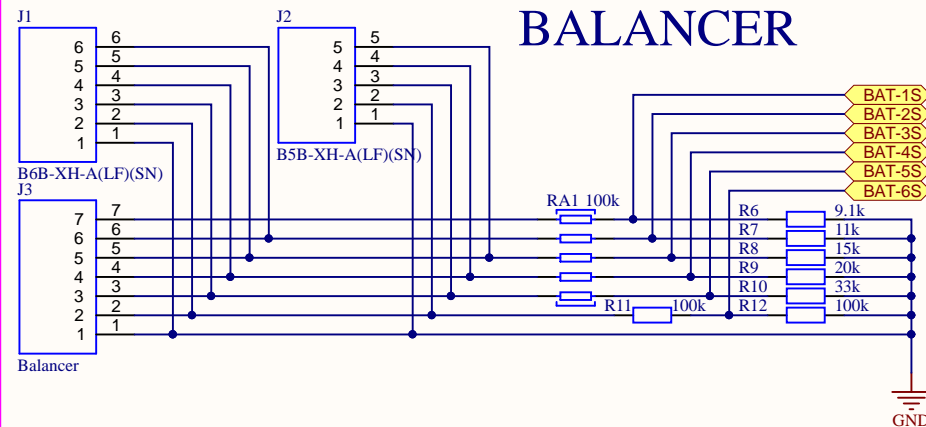 J1
J2
BALANCER
6 6
5 5
4 4
3 3
2 2
1 1
5 5
4 4
3 3
2 2
1 1
B6B-XH-A(LF)(SN)
B5B-XH-A(LF)(SN)
BAT-1S
BAT-2S
BAT-3S
BAT-4S
BAT-5S
BAT-6S
J3
7 7
6 6
5 5
4 4
3 3
2 2
1 1
Balancer
RA1 100k
R6 9.1k
R7 11k
R8 15k
R9 20k
R10 33k
R11 100k R12 100k
GND